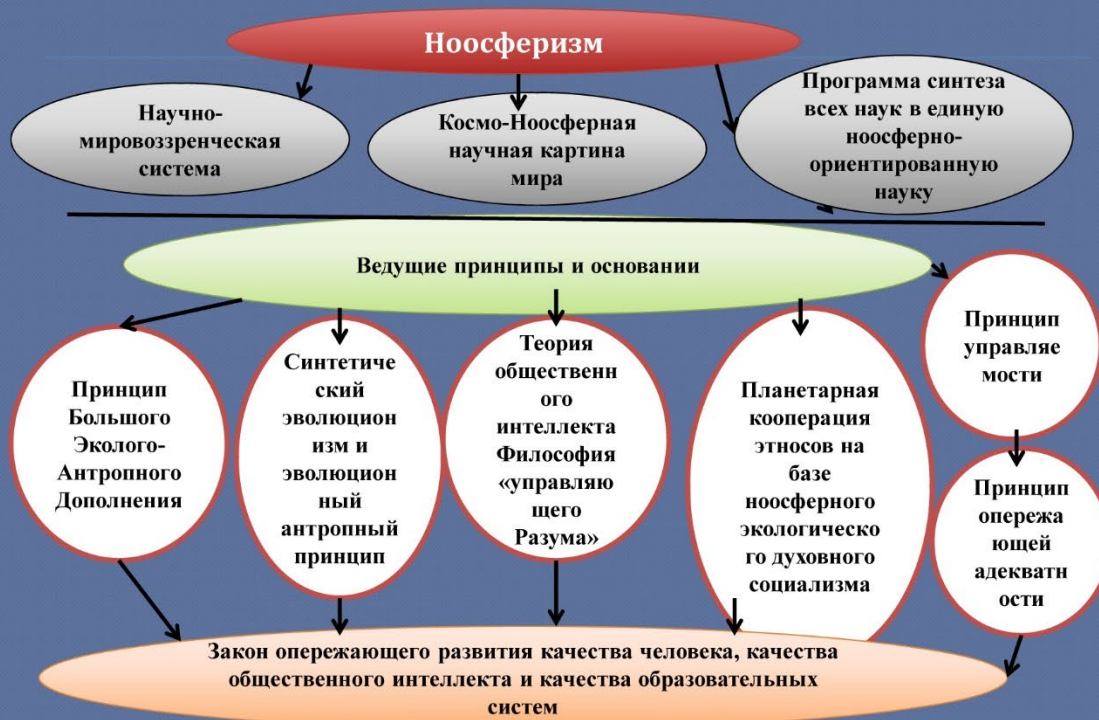 Ноосферизм
Научно-
мировоззренческая
система
Космо-Ноосферная
научная картина
мира
Программа синтеза
всех наук в единую
ноосферно-
ориентированную
науку
Ведущие принципы и основании
Принцип
Большого
Эколого-
Антропного
Дополнения
Синтетиче
ский
эволюцион
изм и
эволюцион
ный
антропный
принцип
Теория
общественн
ого
интеллекта
Философия
«управляю
щего
Разума»
Планетарная
кооперация
этносов на
базе
ноосферного
экологическо
го духовного
социализма
Принцип
управляе
мости
Принцип
опережа
ющей
адекватн
ости
Закон опережающего развития качества человека, качества
общественного интеллекта и качества образовательных
систем